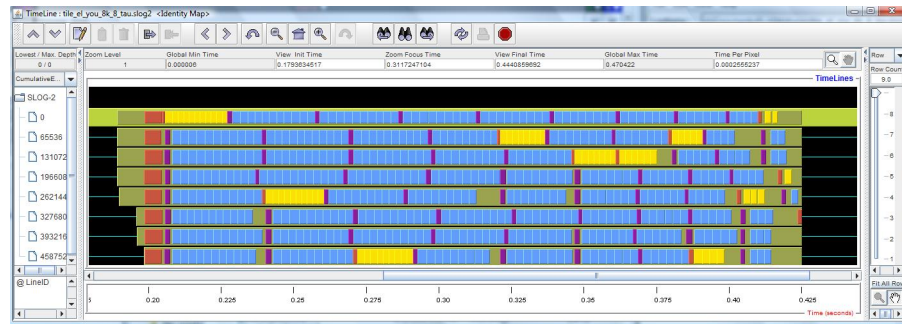 TimeLine : tile_el_you_8k_8_tau.slog2 <Identity Map>
Lowest / Max. Depth Zoom Level Global Min Time View Init Time Zoom Focus Time View Final Time Global Max Time Time Per Pixel Row
0 / 0 1 0.000006 0.1793634517 0.3117247104 0.4440859692 0.470422 0.0002555237 Row Count
CumulativeE... TimeLines 9.0
SLOG-2
0
65536
131072
196608
262144
327680
393216
458752
8
7
6
5
4
3
2
1
@ LineID Fit All Row
0.20 0.225 0.25 0.275 0.30 0.325 0.35 0.375 0.40 0.425
Time (seconds)